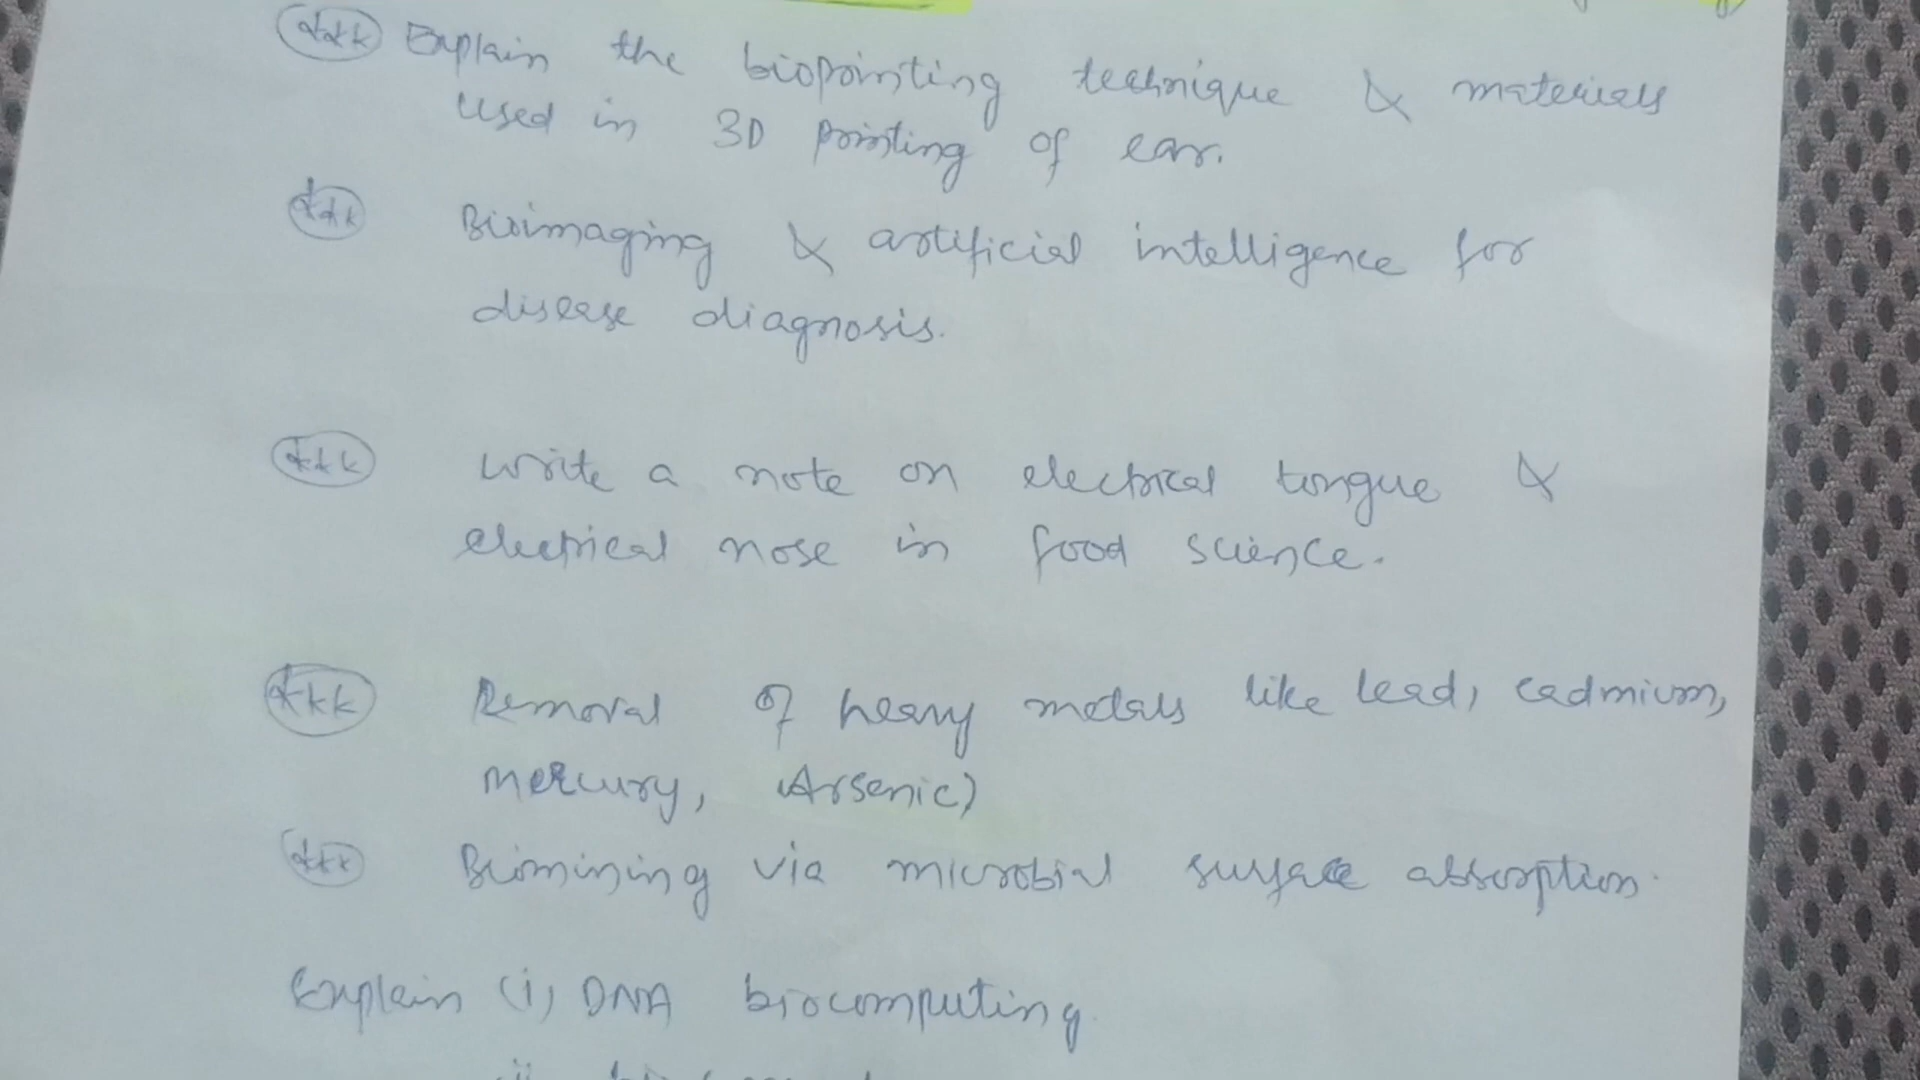 *** Explain the bioprinting technique & materials
used in 3D printing of ear.
*** Bioimaging & artificial intelligence for
disease diagnosis.
*** Write a note on electrical tongue &
electrical nose in food science.
*** Removal of heavy metals like lead, cadmium,
mercury, Arsenic)
*** Biomining via microbial surface absorption.
Explain (i) DNA biocomputing.